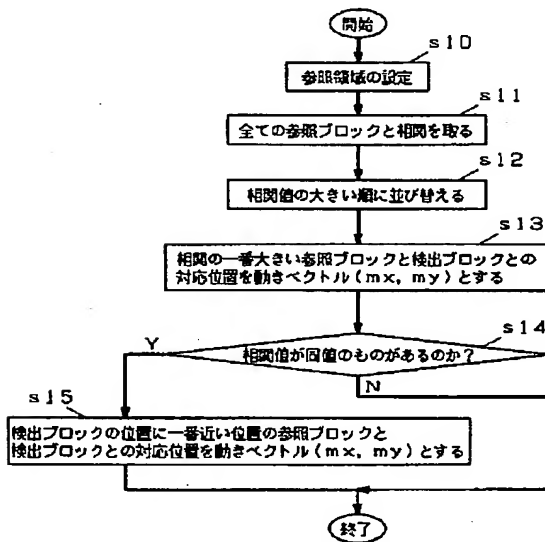 開始
s10
参照領域の設定
s11
全ての参照ブロックと相関を取る
s12
相関値の大きい順に並び替える
s13
相関の一番大きい参照ブロックと検出ブロックとの
対応位置を動きベクトル(mx, my)とする
s14
相関値が同値のものがあるのか?
Y
N
s15
検出ブロックの位置に一番近い位置の参照ブロックと
検出ブロックとの対応位置を動きベクトル(mx, my)とする
終了